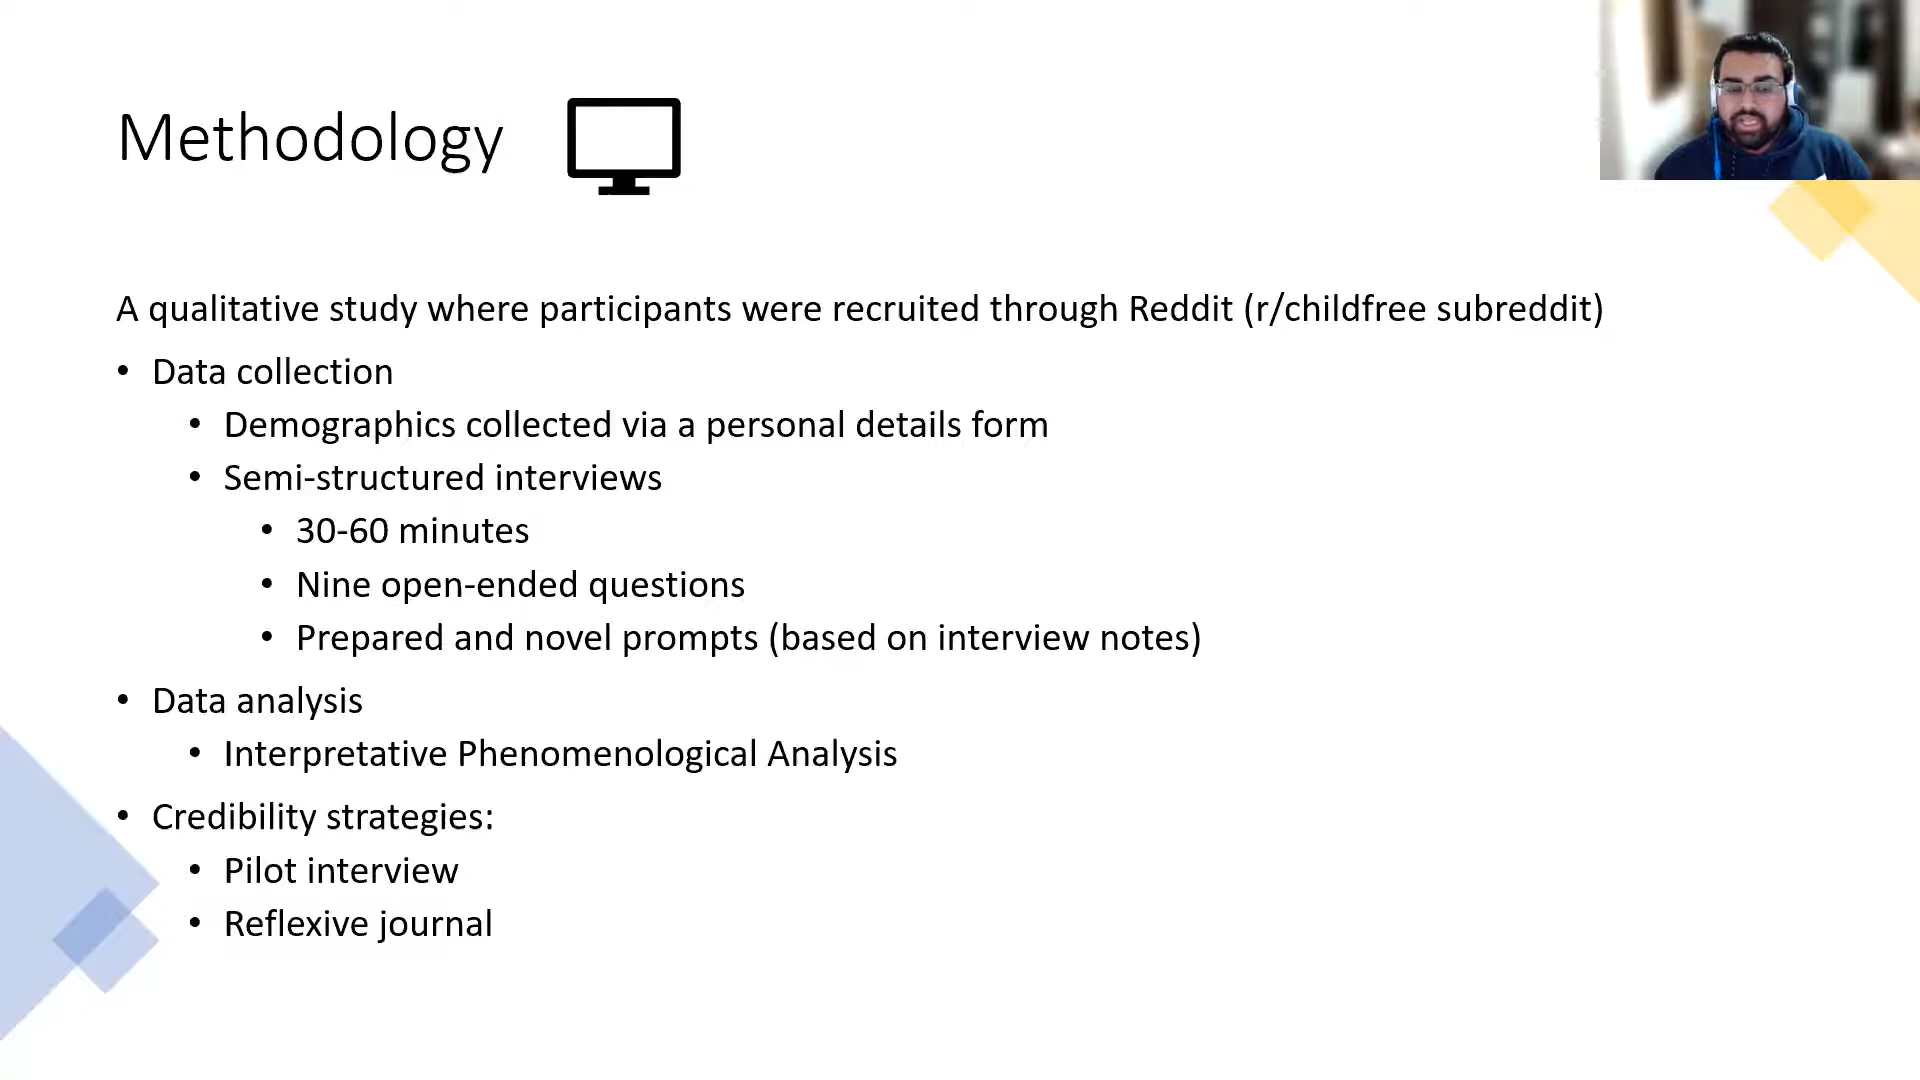 Methodology
A qualitative study where participants were recruited through Reddit (r/childfree subreddit)
• Data collection
• Demographics collected via a personal details form
• Semi-structured interviews
• 30-60 minutes
• Nine open-ended questions
• Prepared and novel prompts (based on interview notes)
• Data analysis
• Interpretative Phenomenological Analysis
• Credibility strategies:
• Pilot interview
• Reflexive journal